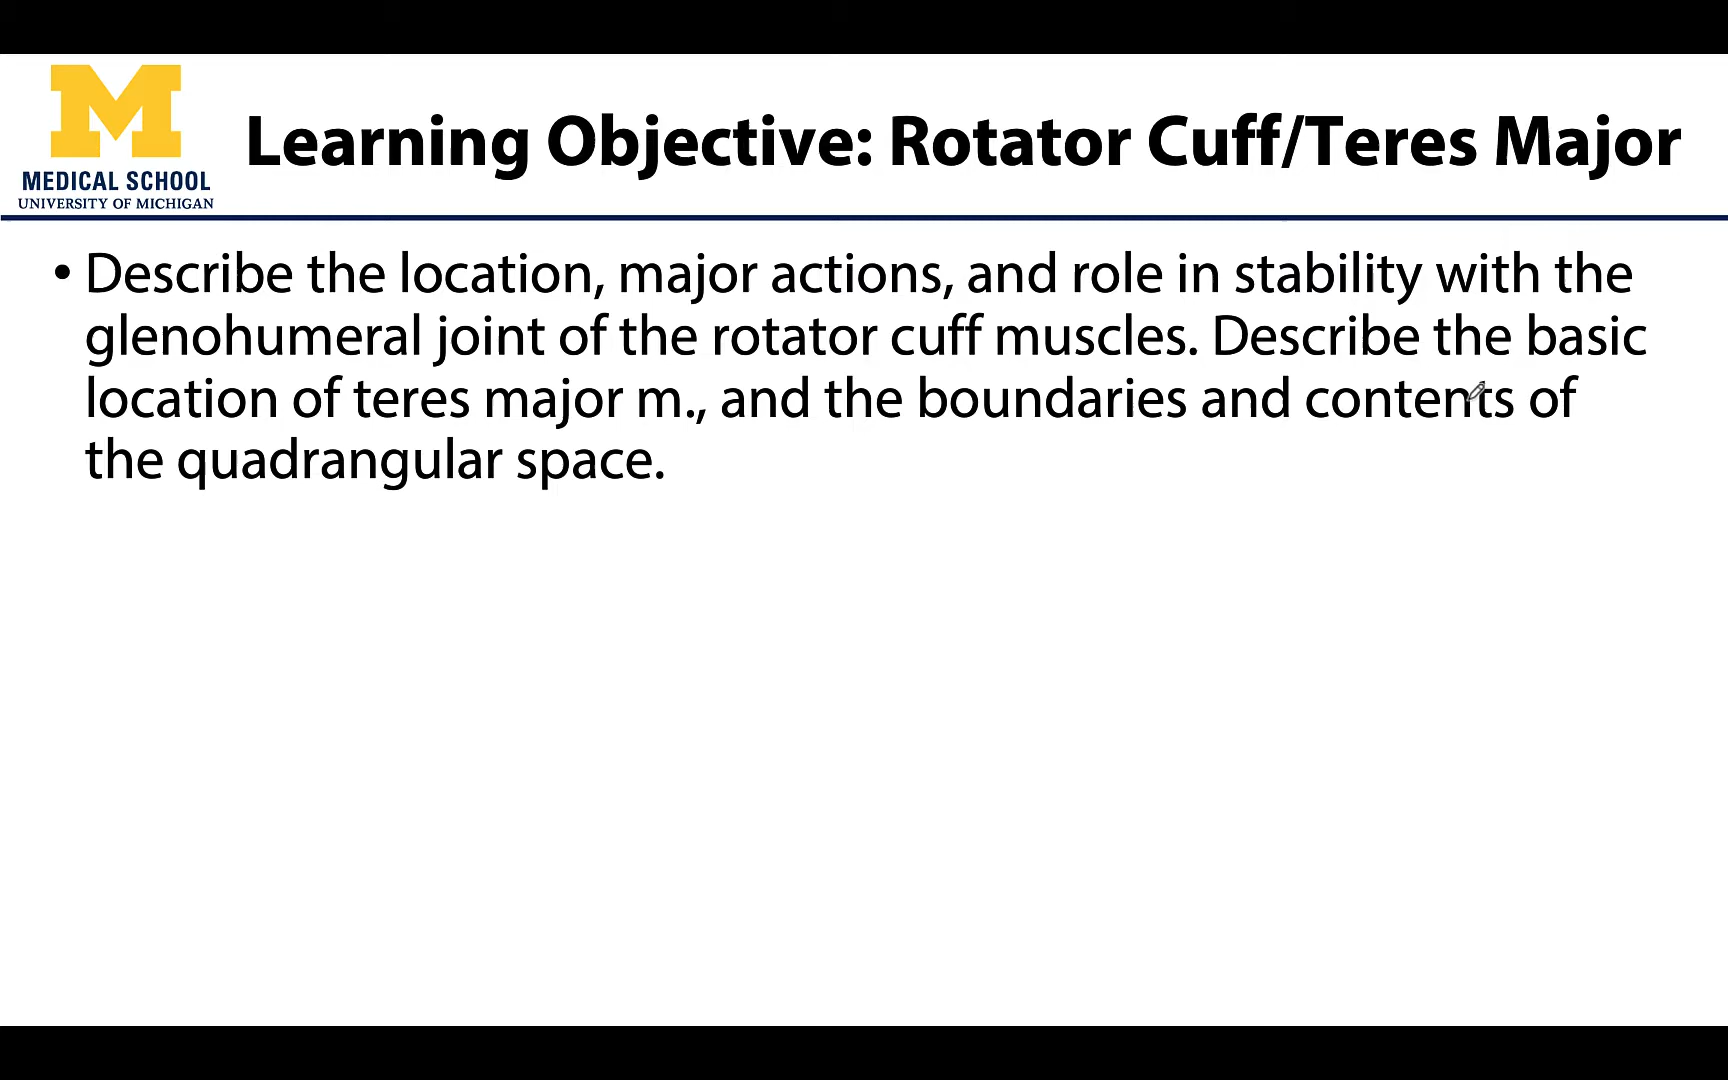 M
MEDICAL SCHOOL
UNIVERSITY OF MICHIGAN
Learning Objective: Rotator Cuff/Teres Major
• Describe the location, major actions, and role in stability with the
glenohumeral joint of the rotator cuff muscles. Describe the basic
location of teres major m., and the boundaries and contents of
the quadrangular space.